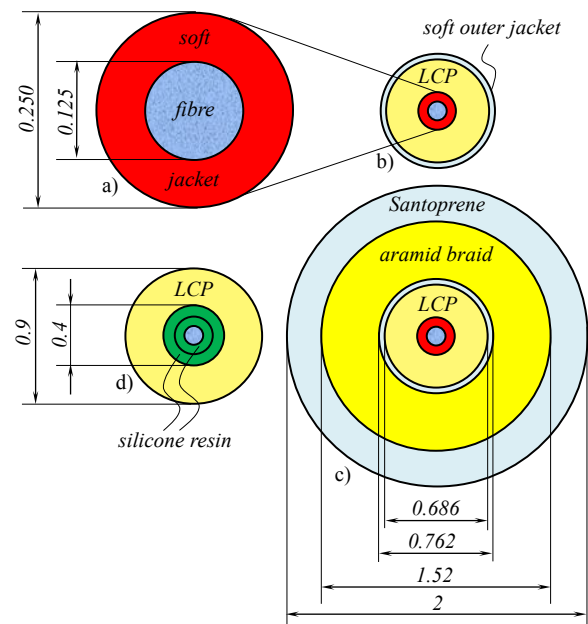 soft outer jacket
soft
LCP
0.250
0.125
fibre
jacket
a)
b)
Santoprene
aramid braid
LCP
LCP
0.9
0.4
d)
silicone resin
c)
0.686
0.762
1.52
2